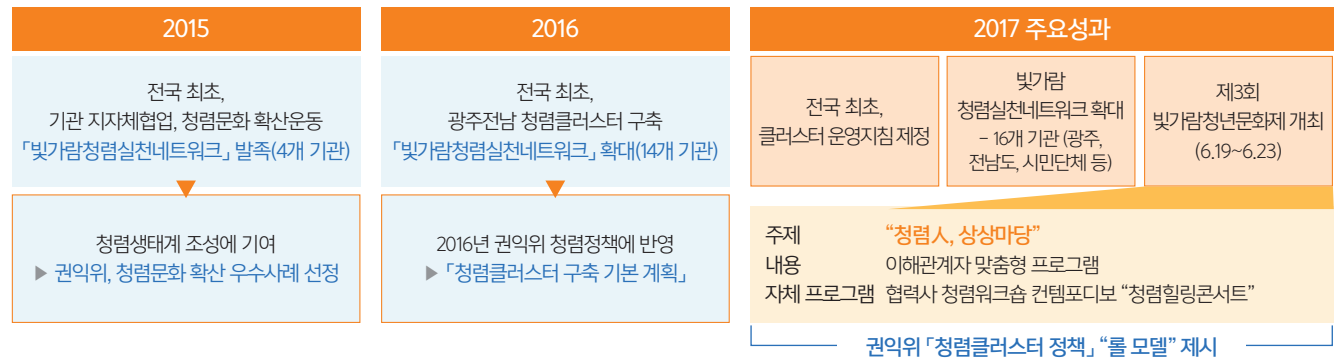 2015
전국 최초,
기관 지자체협업, 청렴문화 확산운동
「빛가람청렴실천네트워크」 발족(4개 기관)
청렴생태계 조성에 기여
▶ 권익위, 청렴문화 확산 우수사례 선정
2016
전국 최초,
광주전남 청렴클러스터 구축
「빛가람청렴실천네트워크」 확대(14개 기관)
2016년 권익위 청렴정책에 반영
▶ 「청렴클러스터 구축 기본 계획」
2017 주요성과
전국 최초,
클러스터 운영지침 제정
빛가람
청렴실천네트워크 확대
- 16개 기관 (광주,
전남도, 시민단체 등)
제3회
빛가람청년문화제 개최
(6.19~6.23)
주제 “청렴人, 상상마당”
내용 이해관계자 맞춤형 프로그램
자체 프로그램 협력사 청렴워크숍 컨템포디보 “청렴힐링콘서트”
권익위 「청렴클러스터 정책」 “롤 모델” 제시